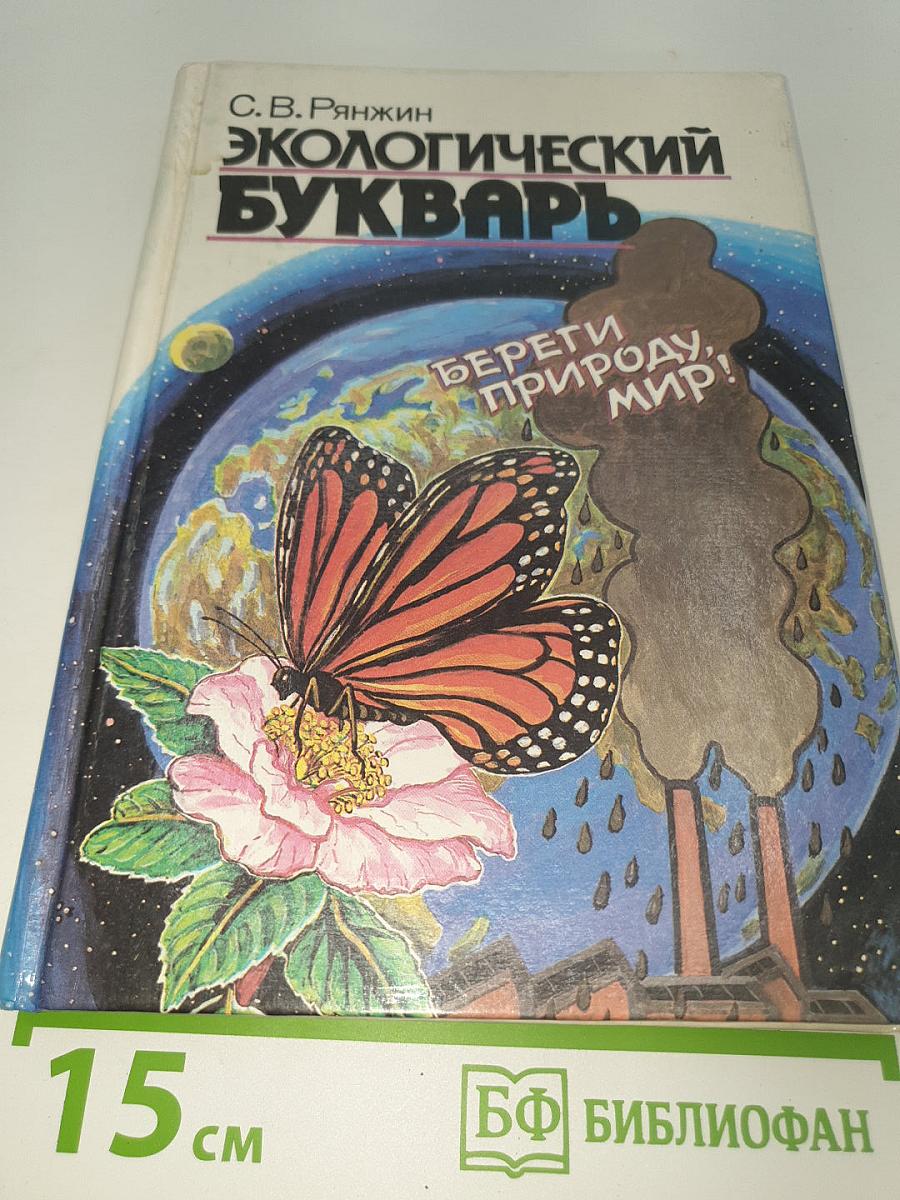 С. В. Рянжин
ЭКОЛОГИЧЕСКИЙ
БУКВАРЬ
БЕРЕГИ
ПРИРОДУ,
МИР!
15 см
БФ БИБЛИОФАН